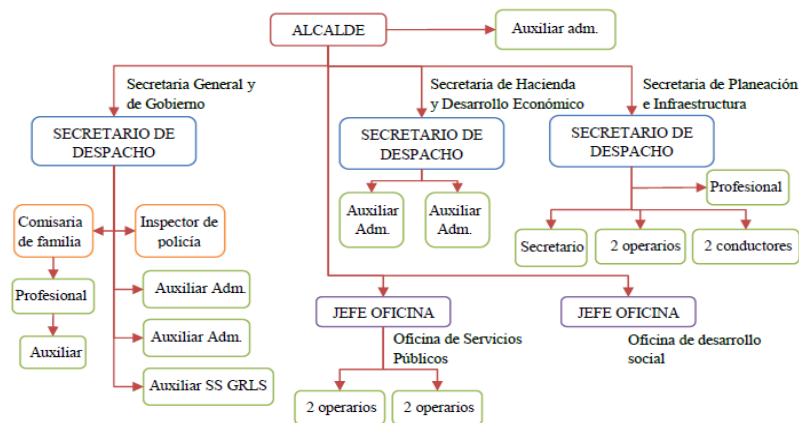 ALCALDE
Auxiliar adm.
Secretaria General y
de Gobierno
Secretaria de Hacienda
y Desarrollo Económico
Secretaria de Planeación
e Infraestructura
SECRETARIO DE
DESPACHO
SECRETARIO DE
DESPACHO
SECRETARIO DE
DESPACHO
Comisaria
de familia
Inspector de
policía
Auxiliar
Adm.
Auxiliar
Adm.
Profesional
Secretario
2 operarios
2 conductores
Profesional
Auxiliar Adm.
Auxiliar
Auxiliar Adm.
Auxiliar SS GRLS
JEFE OFICINA
Oficina de Servicios
Públicos
JEFE OFICINA
Oficina de desarrollo
social
2 operarios
2 operarios